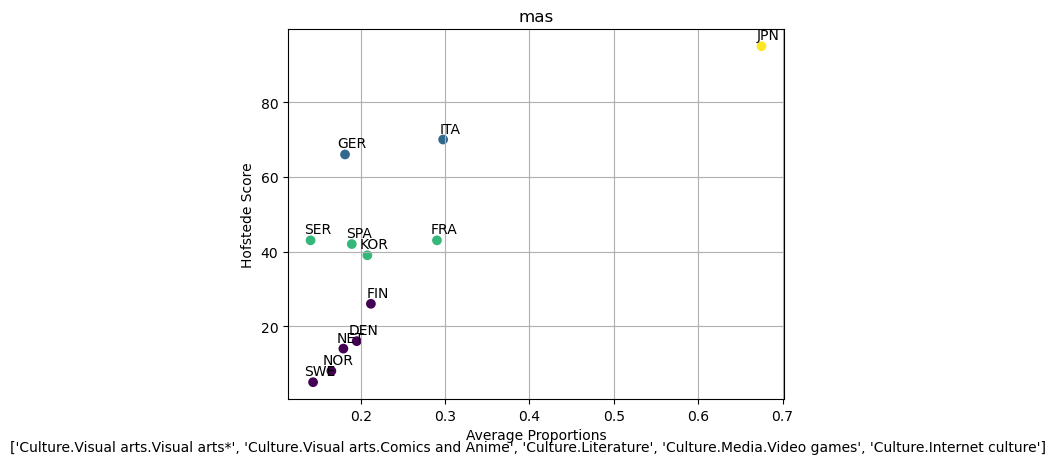 mas
JPN
80
ITA
GER
60
Hofstede Score
SER
SPA
FRA
KOR
40
FIN
20
DEN
NET
NOR
SWE
0.2 0.3 0.4 0.5 0.6 0.7
Average Proportions
['Culture.Visual arts.Visual arts*', 'Culture.Visual arts.Comics and Anime', 'Culture.Literature', 'Culture.Media.Video games', 'Culture.Internet culture']